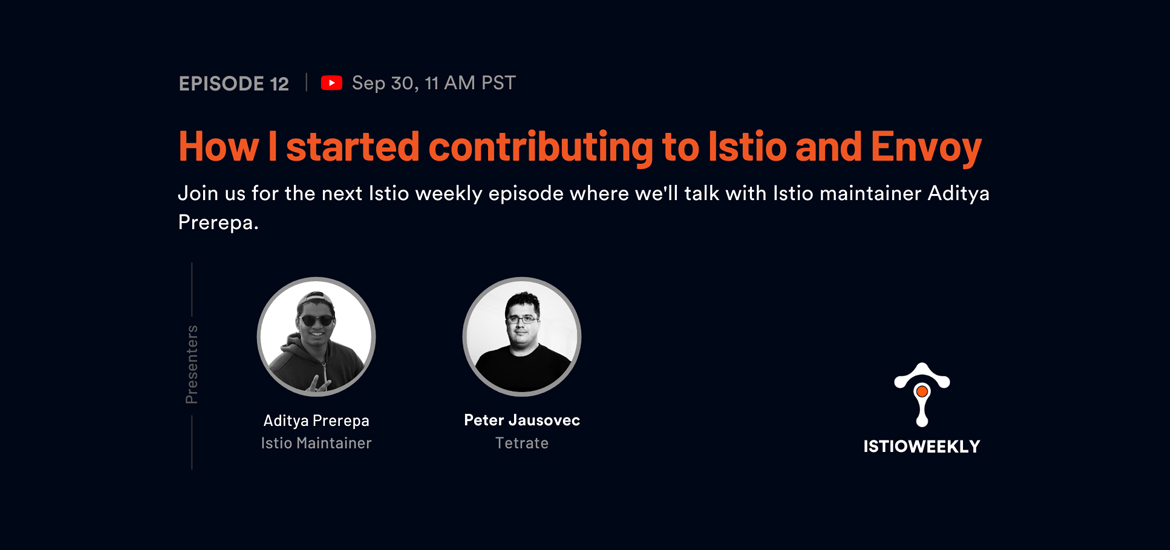 EPISODE 12 | Sep 30, 11 AM PST
How I started contributing to Istio and Envoy
Join us for the next Istio weekly episode where we'll talk with Istio maintainer Aditya
Prerepa.
Presenters
Aditya Prerepa
Istio Maintainer
Peter Jausovec
Tetrate
ISTIOWEEKLY